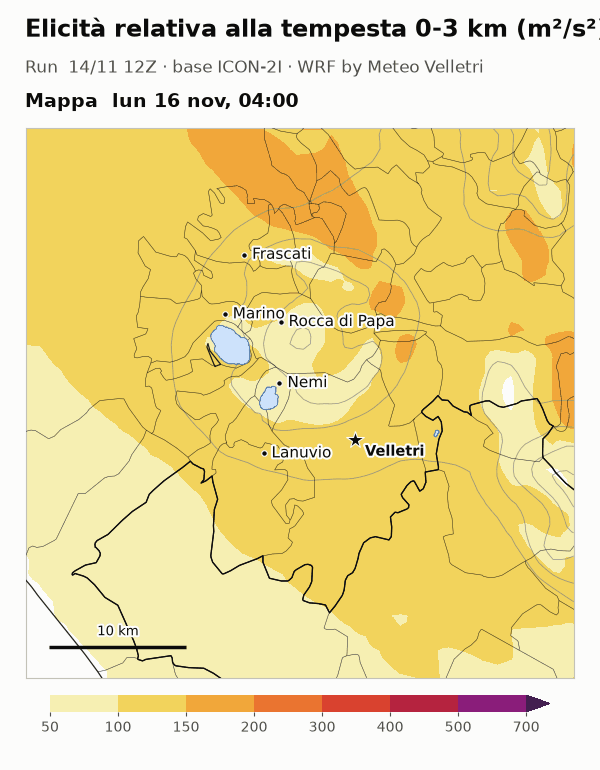 Elicità relativa alla tempesta 0-3 km (m²/s²)
Run  14/11 12Z · base ICON-2I · WRF by Meteo Velletri
Mappa  lun 16 nov, 04:00
Frascati
Marino
Rocca di Papa
Nemi
Velletri
Lanuvio
10 km
50 100 150 200 300 400 500 700